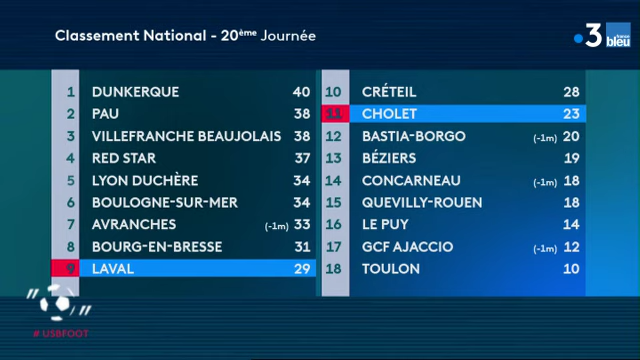 Classement National - 20ème Journée
3
france
bleu
1 DUNKERQUE 40
2 PAU 38
3 VILLEFRANCHE BEAUJOLAIS 38
4 RED STAR 37
5 LYON DUCHÈRE 34
6 BOULOGNE-SUR-MER 34
7 AVRANCHES (-1m) 33
8 BOURG-EN-BRESSE 31
9 LAVAL 29
10 CRÉTEIL 28
11 CHOLET 23
12 BASTIA-BORGO (-1m) 20
13 BÉZIERS 19
14 CONCARNEAU (-1m) 18
15 QUEVILLY-ROUEN 18
16 LE PUY 14
17 GCF AJACCIO (-1m) 12
18 TOULON 10
#USBFOOT